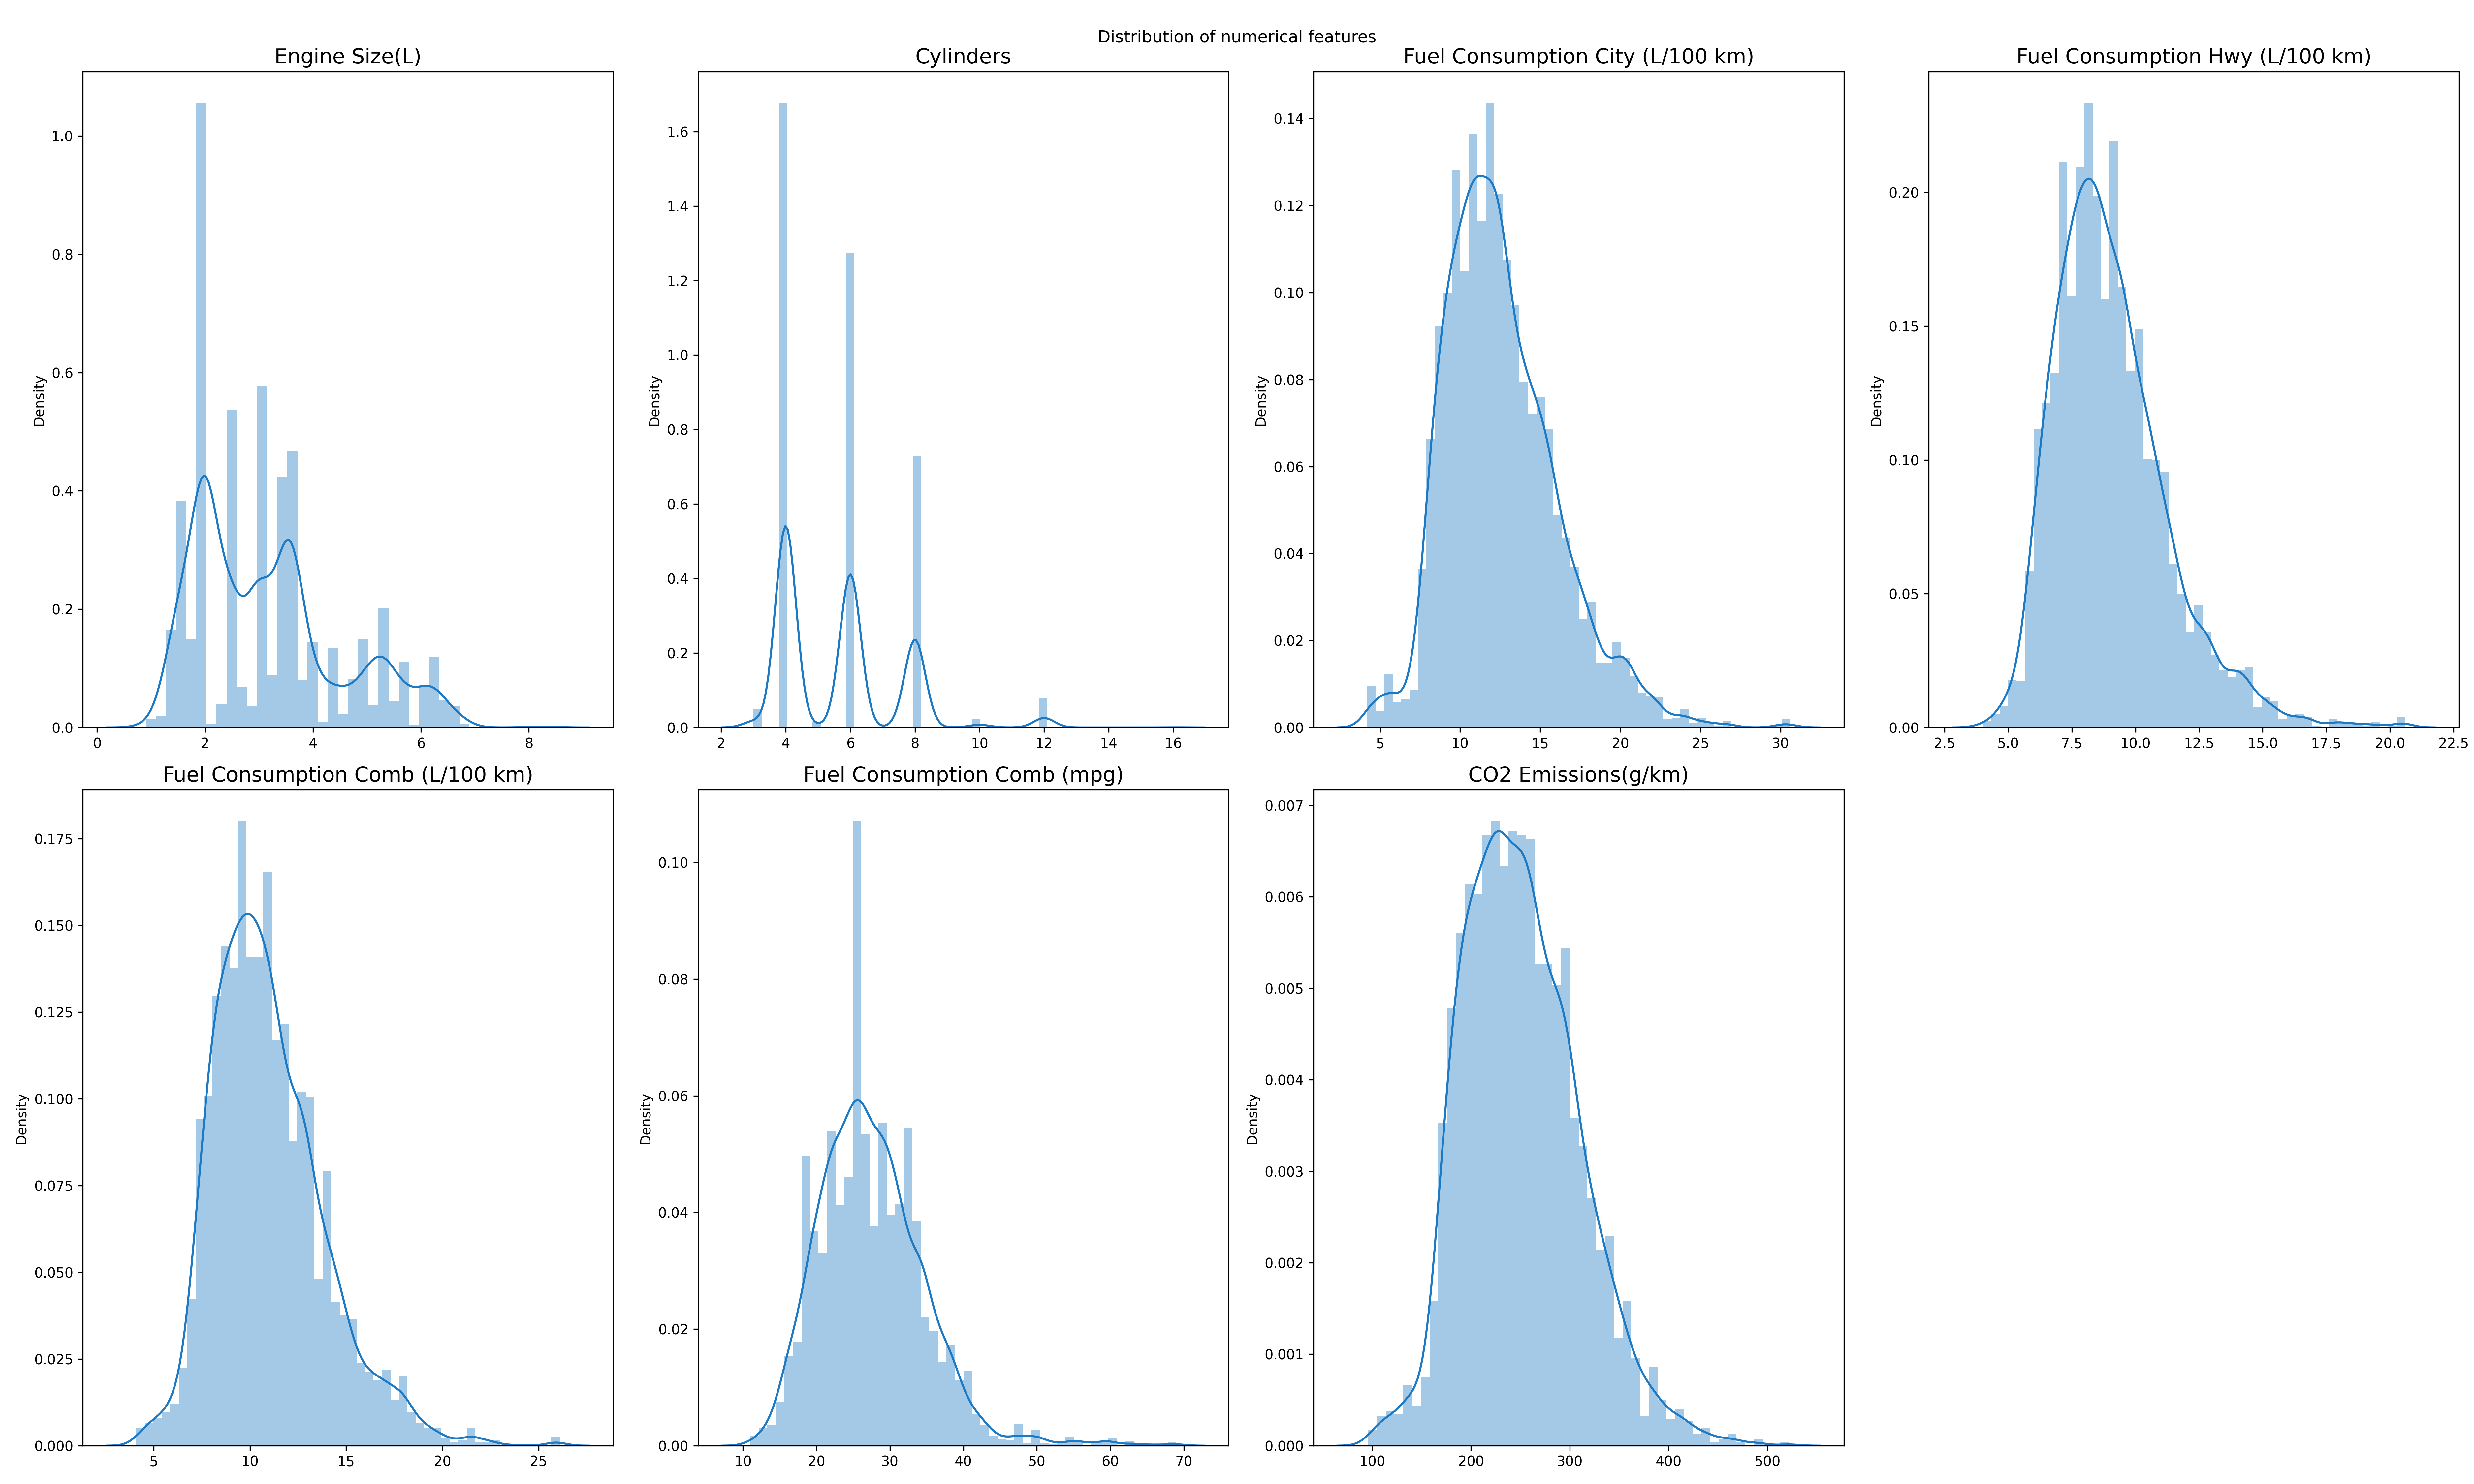 Distribution of numerical features
Engine Size(L)
Density
1.0
0.8
0.6
0.4
0.2
0.0
0 2 4 6 8
Cylinders
Density
1.6
1.4
1.2
1.0
0.8
0.6
0.4
0.2
0.0
2 4 6 8 10 12 14 16
Fuel Consumption City (L/100 km)
Density
0.14
0.12
0.10
0.08
0.06
0.04
0.02
0.00
5 10 15 20 25 30
Fuel Consumption Hwy (L/100 km)
Density
0.20
0.15
0.10
0.05
0.00
2.5 5.0 7.5 10.0 12.5 15.0 17.5 20.0 22.5
Fuel Consumption Comb (L/100 km)
Density
0.175
0.150
0.125
0.100
0.075
0.050
0.025
0.000
5 10 15 20 25
Fuel Consumption Comb (mpg)
Density
0.10
0.08
0.06
0.04
0.02
0.00
10 20 30 40 50 60 70
CO2 Emissions(g/km)
Density
0.007
0.006
0.005
0.004
0.003
0.002
0.001
0.000
100 200 300 400 500